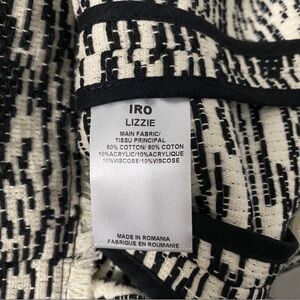 IRO
LIZZIE
MAIN FABRIC/
TISSU PRINCIPAL
80% COTTON/ 80% COTON
10%ACRYLIC/10%ACRYLIQUE
10%VISCOSE/10%VISCOSE
MADE IN ROMANIA
FABRIQUE EN ROUMANIE